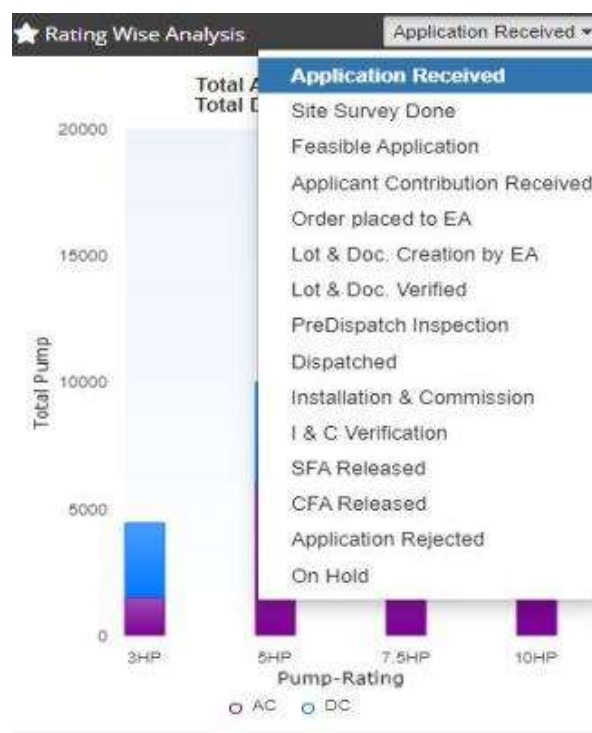 Rating Wise Analysis
Application Received
Total A
Total D
Application Received
Site Survey Done
Feasible Application
Applicant Contribution Received
Order placed to EA
Lot & Doc. Creation by EA
Lot & Doc. Verified
PreDispatch Inspection
Dispatched
Installation & Commission
I & C Verification
SFA Released
CFA Released
Application Rejected
On Hold
20000
15000
10000
5000
0
Total Pump
3HP 5HP 7.5HP 10HP
Pump-Rating
AC DC